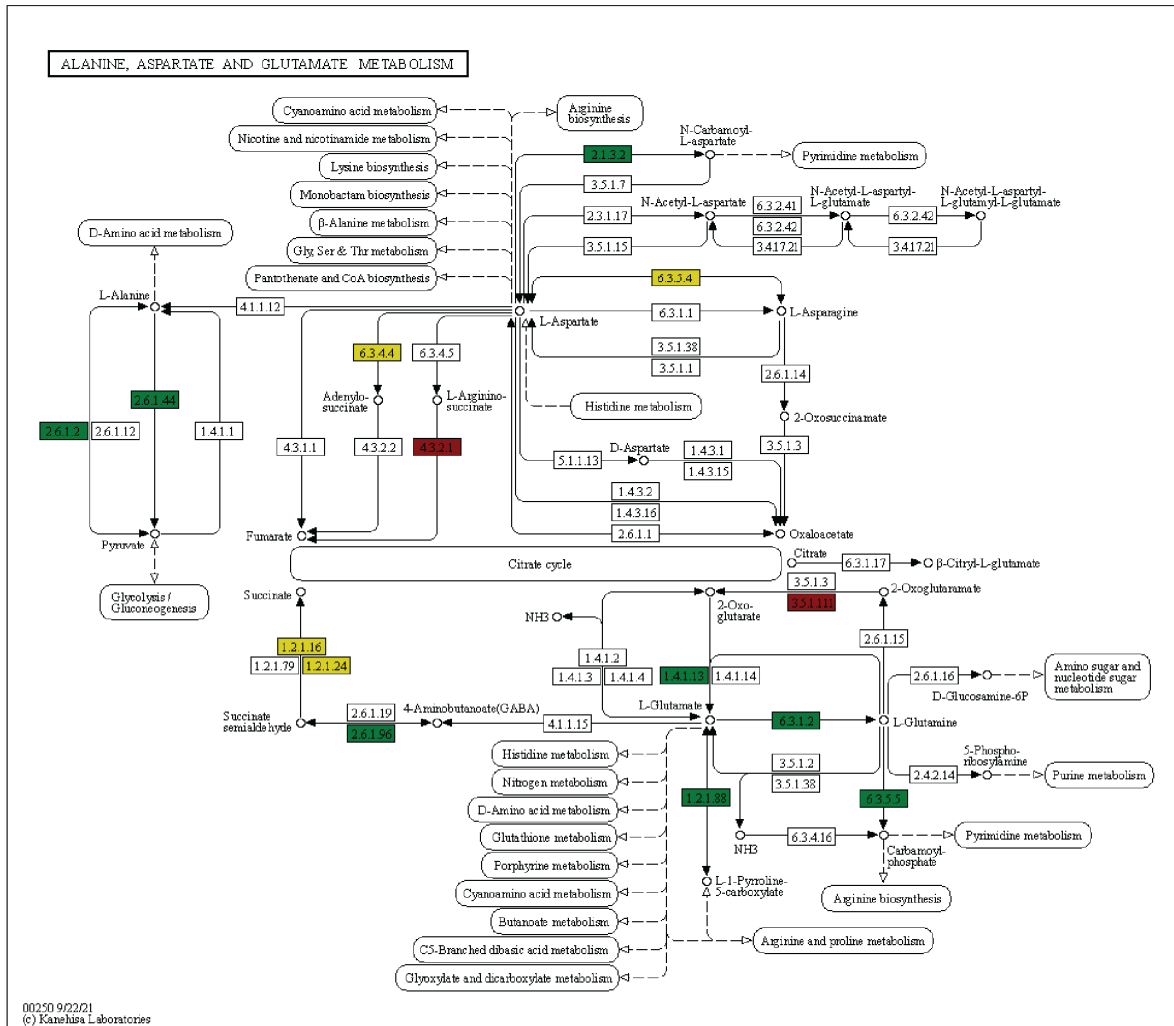 ALANINE, ASPARTATE AND GLUTAMATE METABOLISM
Cyanoamino acid metabolism
Arginine
biosynthesis
Nicotine and nicotinamide metabolism
N-Carbamoyl-
L-aspartate
2.1.3.2
Pyrimidine metabolism
Lysine biosynthesis
3.5.1.7
Monobactam biosynthesis
N-Acetyl-L-aspartate
6.3.2.41
N-Acetyl-L-aspartyl-
L-glutamate
N-Acetyl-L-aspartyl-
L-glutamyl-L-glutamate
β-Alanine metabolism
2.3.1.17
6.3.2.42
6.3.2.42
D-Amino acid metabolism
Gly, Ser & Thr metabolism
3.5.1.15
3.4.17.21
3.4.17.21
Pantothenate and CoA biosynthesis
6.3.5.4
L-Alanine
4.1.1.12
L-Aspartate
6.3.1.1
L-Asparagine
6.3.4.4
6.3.4.5
3.5.1.38
3.5.1.1
2.6.1.14
2.6.1.44
Adenylo-
succinate
L-Arginino-
succinate
Histidine metabolism
2-Oxosuccinamate
2.6.1.2
2.6.1.12
1.4.1.1
4.3.1.1
4.3.2.2
4.3.2.1
D-Aspartate
1.4.3.1
3.5.1.3
5.1.1.13
1.4.3.15
1.4.3.2
1.4.3.16
Pyruvate
Fumarate
2.6.1.1
Oxaloacetate
Citrate cycle
Citrate
6.3.1.17
β-Citryl-L-glutamate
Glycolysis /
Gluconeogenesis
Succinate
3.5.1.3
3.5.1.111
2-Oxoglutaramate
NH3
2-Oxo-
glutarate
1.2.1.16
1.2.1.79
1.2.1.24
1.4.1.2
1.4.1.3
1.4.1.4
1.4.1.13
1.4.1.14
2.6.1.15
2.6.1.16
Amino sugar and
nucleotide sugar
metabolism
D-Glucosamine-6P
Succinate
semialdehyde
2.6.1.19
2.6.1.96
4-Aminobutanoate(GABA)
4.1.1.15
L-Glutamate
6.3.1.2
L-Glutamine
Histidine metabolism
3.5.1.2
3.5.1.38
5-Phospho-
ribosylamine
2.4.2.14
Purine metabolism
Nitrogen metabolism
D-Amino acid metabolism
1.2.1.88
6.3.5.5
Glutathione metabolism
NH3
6.3.4.16
Carbamoyl-
phosphate
Pyrimidine metabolism
Porphyrine metabolism
Cyanoamino acid metabolism
L-1-Pyrroline-
5-carboxylate
Arginine biosynthesis
Butanoate metabolism
C5-Branched dibasic acid metabolism
Arginine and proline metabolism
Glyoxylate and dicarboxylate metabolism
00250 9/22/21
(c) Kanehisa Laboratories